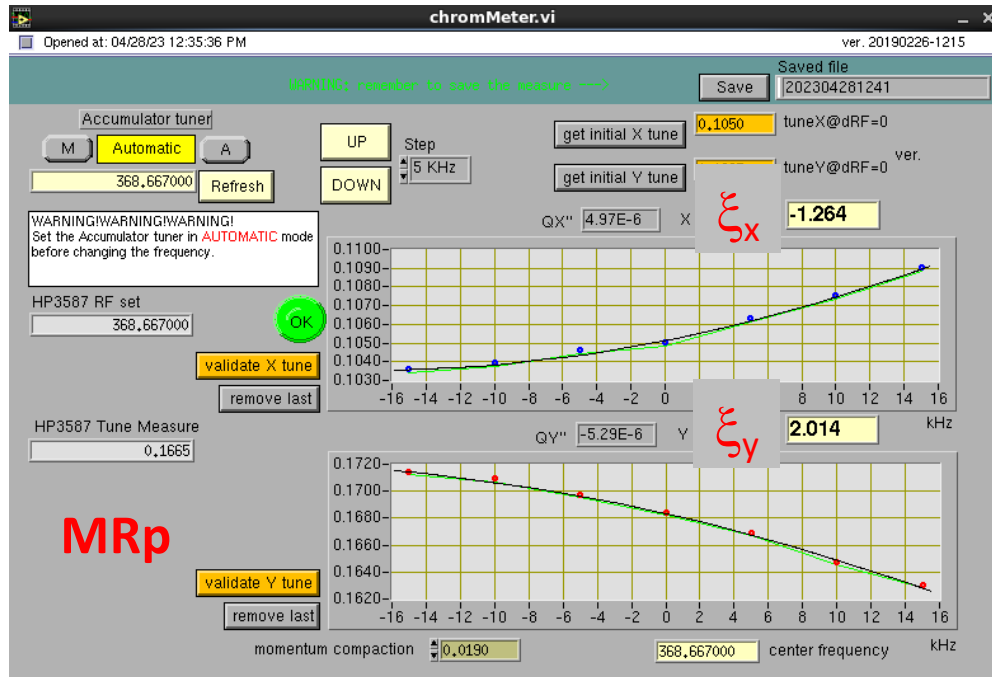 chromMeter.vi
Opened at: 04/28/23 12:35:36 PM
ver. 20190226-1215
WARNING: remember to save the measure --->
Save
Saved file
202304281241
Accumulator tuner
M
Automatic
A
368.667000
Refresh
UP
DOWN
Step
5 KHz
get initial X tune
0.1050
tuneX@dRF=0
get initial Y tune
tuneY@dRF=0
ver.
WARNING!WARNING!WARNING!
Set the Accumulator tuner in AUTOMATIC mode
before changing the frequency.
QX"
4.97E-6
X
ξx
-1.264
HP3587 RF set
368.667000
OK
validate X tune
remove last
0.1100-
0.1090-
0.1080-
0.1070-
0.1060-
0.1050-
0.1040-
0.1030-
-16 -14 -12 -10 -8 -6 -4 -2 0 8 10 12 14 16
kHz
HP3587 Tune Measure
0.1665
QY"
-5.29E-6
Y
ξy
2.014
0.1720-
0.1700-
0.1680-
0.1660-
0.1640-
0.1620-
-16 -14 -12 -10 -8 -6 -4 -2 0 2 4 6 8 10 12 14 16
kHz
MRp
validate Y tune
remove last
momentum compaction
0.0190
368.667000
center frequency